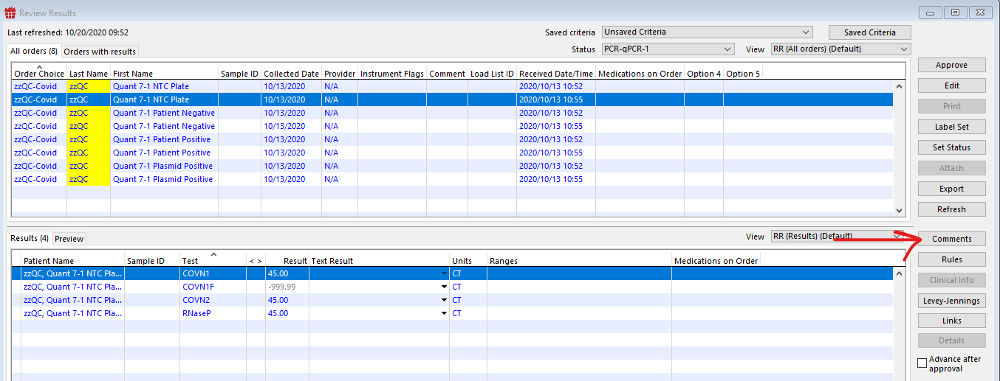 Review Results
Last refreshed: 10/20/2020 09:52
Saved criteria Unsaved Criteria Saved Criteria
All orders (8) Orders with results Status PCR-qPCR-1 View RR (All orders) (Default)
Order Choice Last Name First Name Sample ID Collected Date Provider Instrument Flags Comment Load List ID Received Date/Time Medications on Order Option 4 Option 5
zzQC-Covid zzQC Quant 7-1 NTC Plate 10/13/2020 N/A 2020/10/13 10:52
zzQC-Covid zzQC Quant 7-1 NTC Plate 10/13/2020 N/A 2020/10/13 10:55
zzQC-Covid zzQC Quant 7-1 Patient Negative 10/13/2020 N/A 2020/10/13 10:52
zzQC-Covid zzQC Quant 7-1 Patient Negative 10/13/2020 N/A 2020/10/13 10:55
zzQC-Covid zzQC Quant 7-1 Patient Positive 10/13/2020 N/A 2020/10/13 10:52
zzQC-Covid zzQC Quant 7-1 Patient Positive 10/13/2020 N/A 2020/10/13 10:55
zzQC-Covid zzQC Quant 7-1 Plasmid Positive 10/13/2020 N/A 2020/10/13 10:52
zzQC-Covid zzQC Quant 7-1 Plasmid Positive 10/13/2020 N/A 2020/10/13 10:55
Approve
Edit
Print
Label Set
Set Status
Attach
Export
Refresh
Results (4) Preview View RR (Results) (Default)
Patient Name Sample ID Test < > Result Text Result Units Ranges Medications on Order
zzQC, Quant 7-1 NTC Pla... COVN1 45.00 CT
zzQC, Quant 7-1 NTC Pla... COVN1F -999.99 CT
zzQC, Quant 7-1 NTC Pla... COVN2 45.00 CT
zzQC, Quant 7-1 NTC Pla... RNaseP 45.00 CT
Comments
Rules
Clinical Info
Levey-Jennings
Links
Details
Advance after
approval